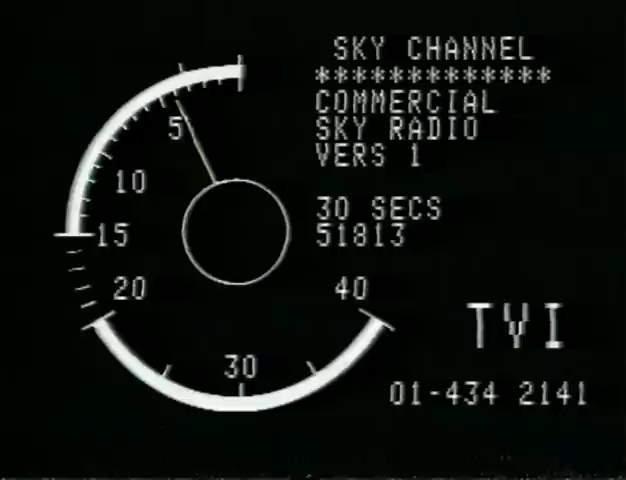 SKY CHANNEL
*************
COMMERCIAL
SKY RADIO
VERS 1
30 SECS
51813
5
10
15
20
30
40
TVI
01-434 2141